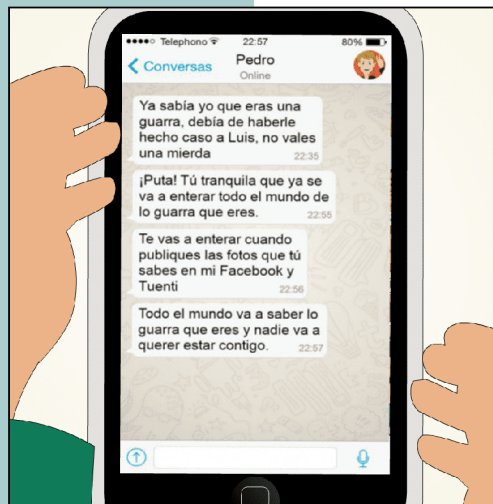 Telephono 22:57 80%
Conversas Pedro
Online
Ya sabía yo que eras una
guarra, debía de haberle
hecho caso a Luis, no vales
una mierda 22:35
¡Puta! Tú tranquila que ya se
va a enterar todo el mundo de
lo guarra que eres. 22:55
Te vas a enterar cuando
publiques las fotos que tú
sabes en mi Facebook y
Tuenti 22:56
Todo el mundo va a saber lo
guarra que eres y nadie va a
querer estar contigo. 22:57